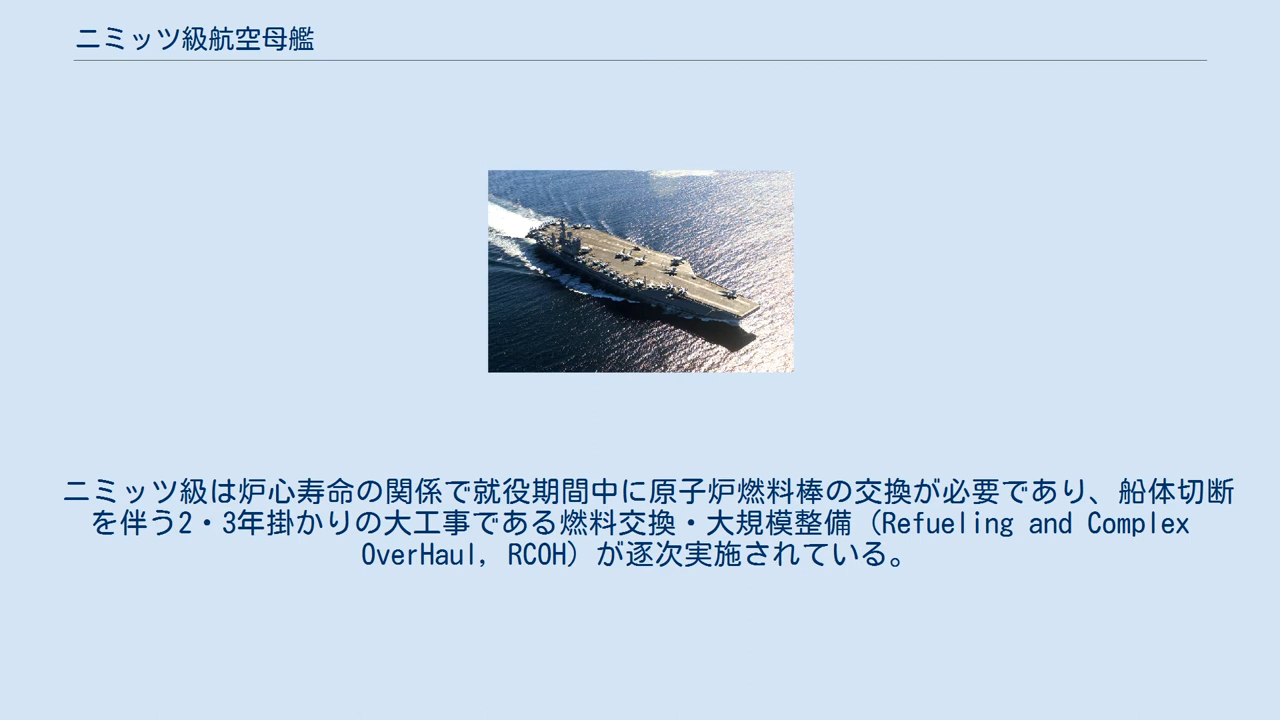 ニミッツ級航空母艦
ニミッツ級は炉心寿命の関係で就役期間中に原子炉燃料棒の交換が必要であり、船体切断
を伴う2・3年掛かりの大工事である燃料交換・大規模整備（Refueling and Complex
OverHaul, RCOH）が逐次実施されている。